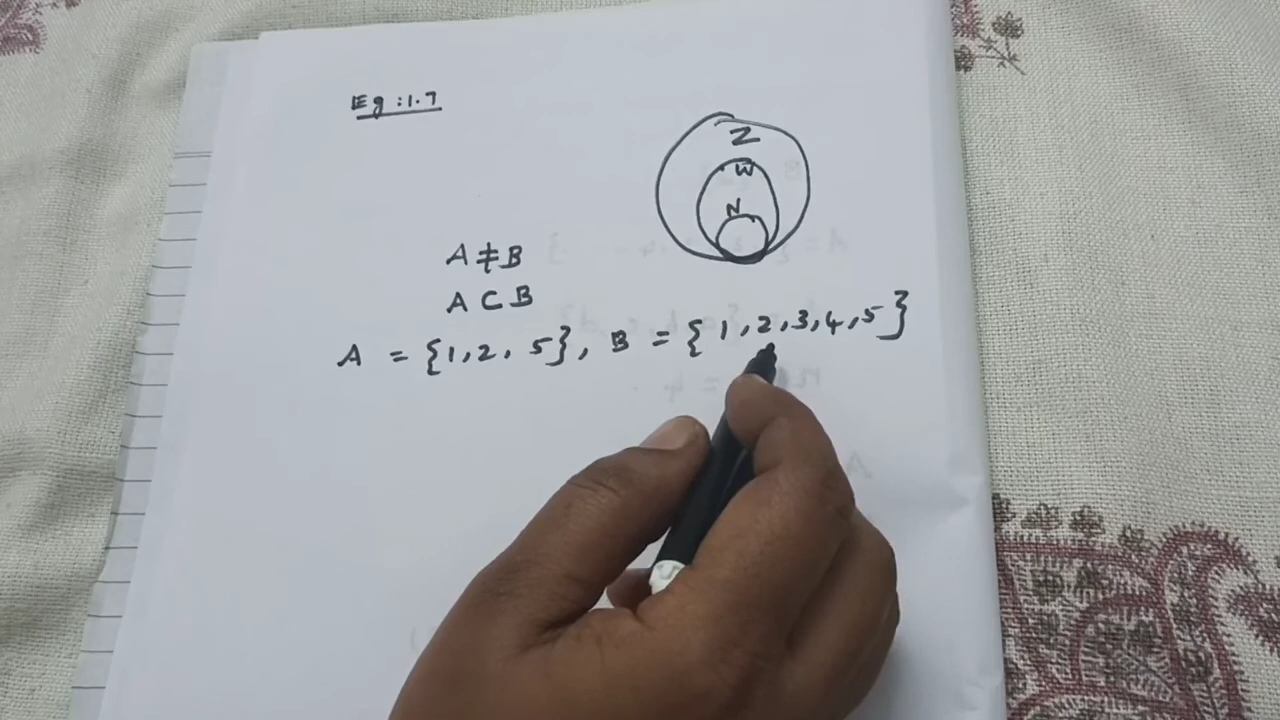 Eg:1.7
Z
W
N
A ≠ B
A ⊂ B
A = {1,2, 5}, B = {1,2,3,4,5}